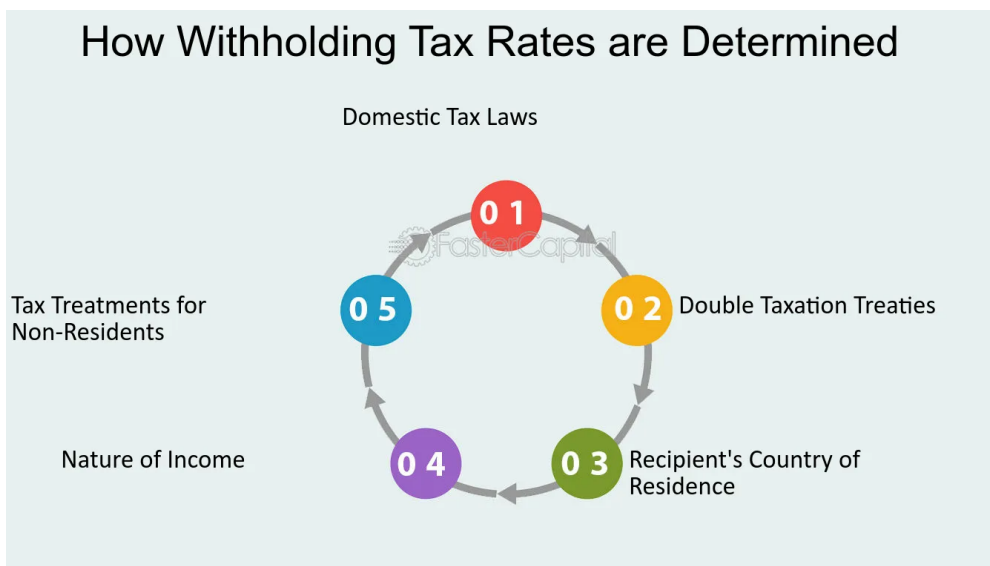 How Withholding Tax Rates are Determined
Domestic Tax Laws
0 1
FasterCapital
0 5
0 2
Tax Treatments for
Non-Residents
Double Taxation Treaties
Nature of Income
0 4
0 3
Recipient's Country of
Residence